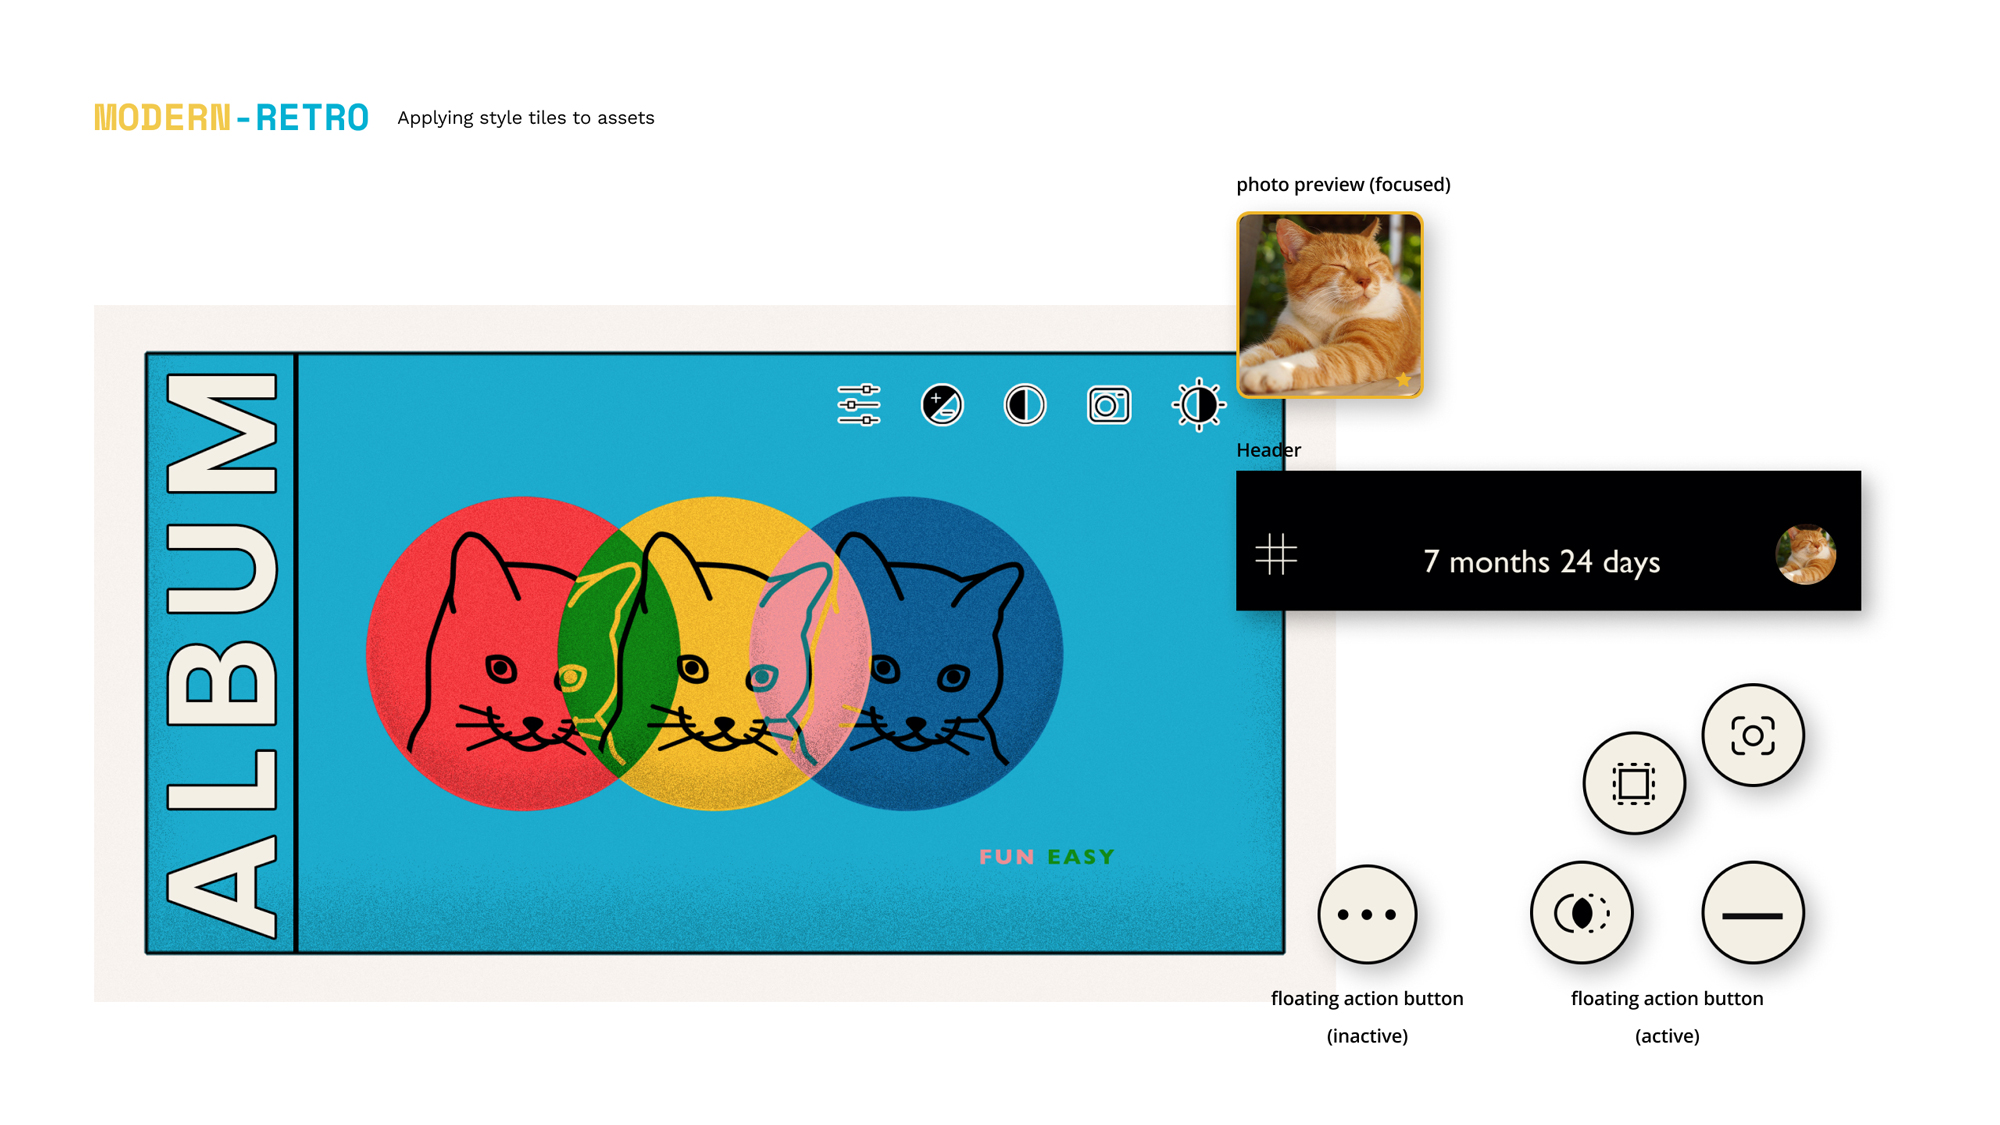 MODERN-RETRO Applying style tiles to assets
photo preview (focused)
ALBUM
Header
7 months 24 days
FUN EASY
floating action button
(inactive)
floating action button
(active)